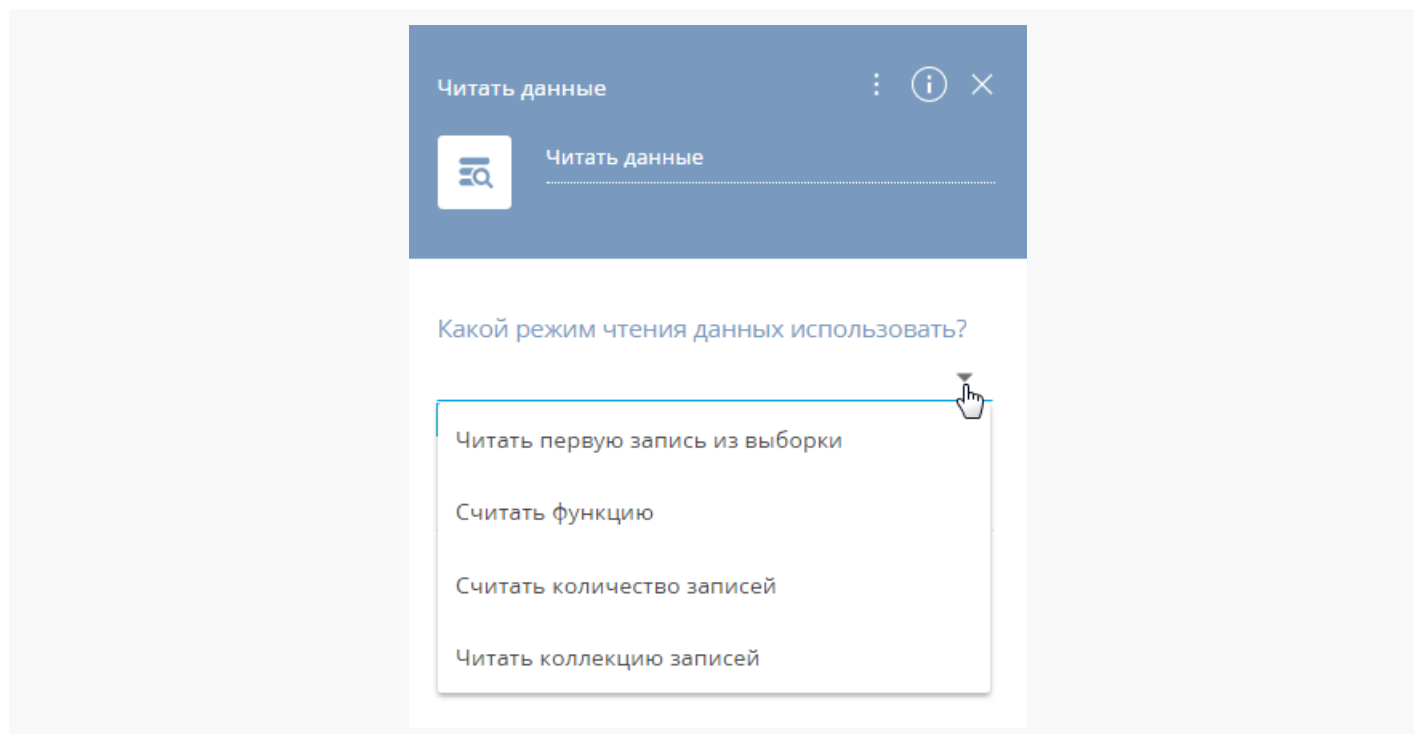 Читать данные
Читать данные
Какой режим чтения данных использовать?
Читать первую запись из выборки
Считать функцию
Считать количество записей
Читать коллекцию записей